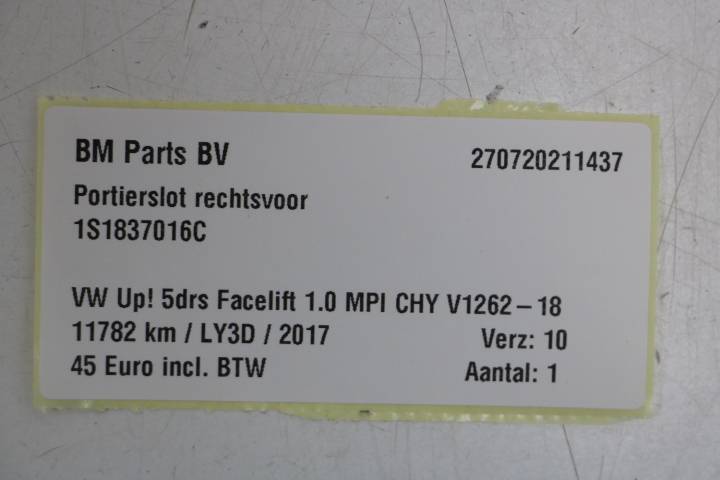 BM Parts BV 270720211437
Portierslot rechtsvoor
1S1837016C
VW Up! 5drs Facelift 1.0 MPI CHY V1262-18
11782 km / LY3D / 2017 Verz: 10
45 Euro incl. BTW Aantal: 1